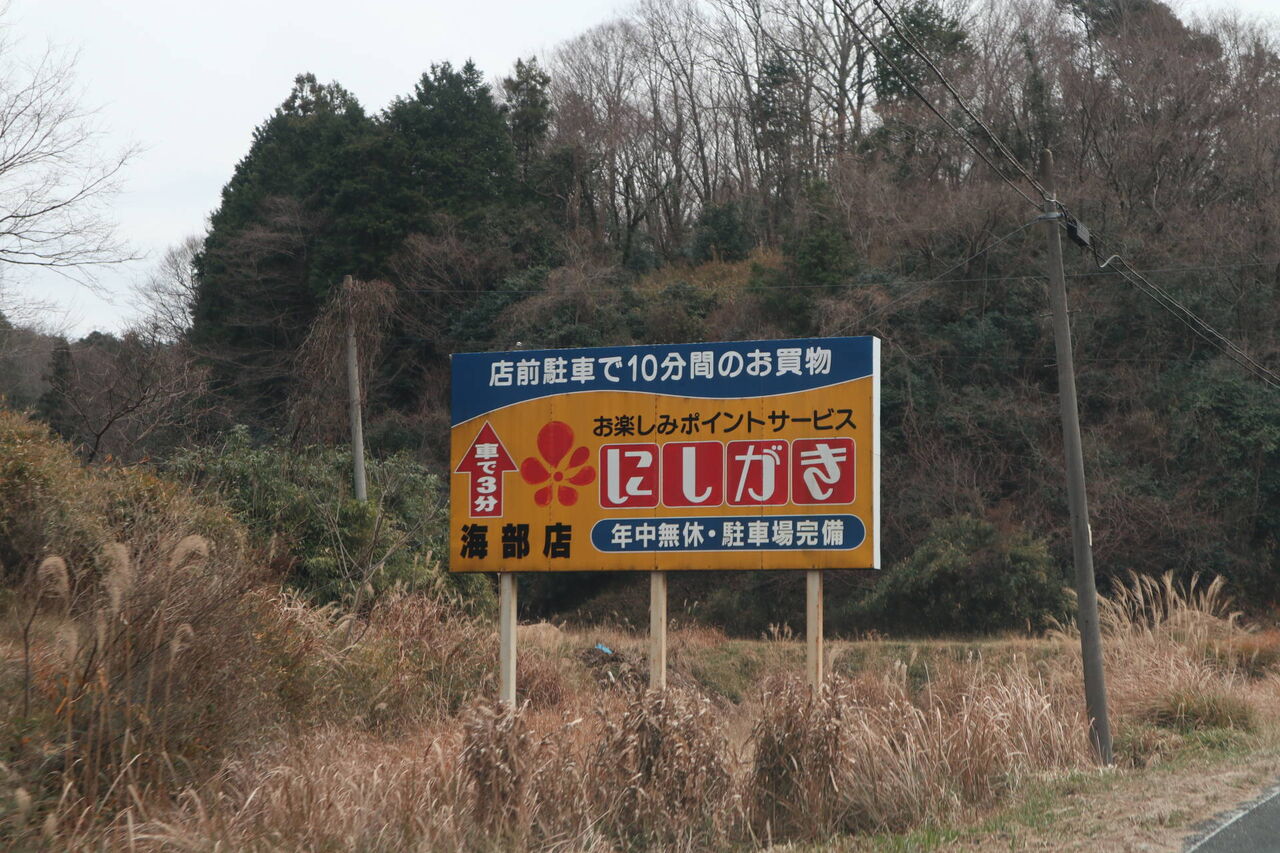 店前駐車で10分間のお買物
お楽しみポイントサービス
車で3分
にしがき
海部店
年中無休・駐車場完備